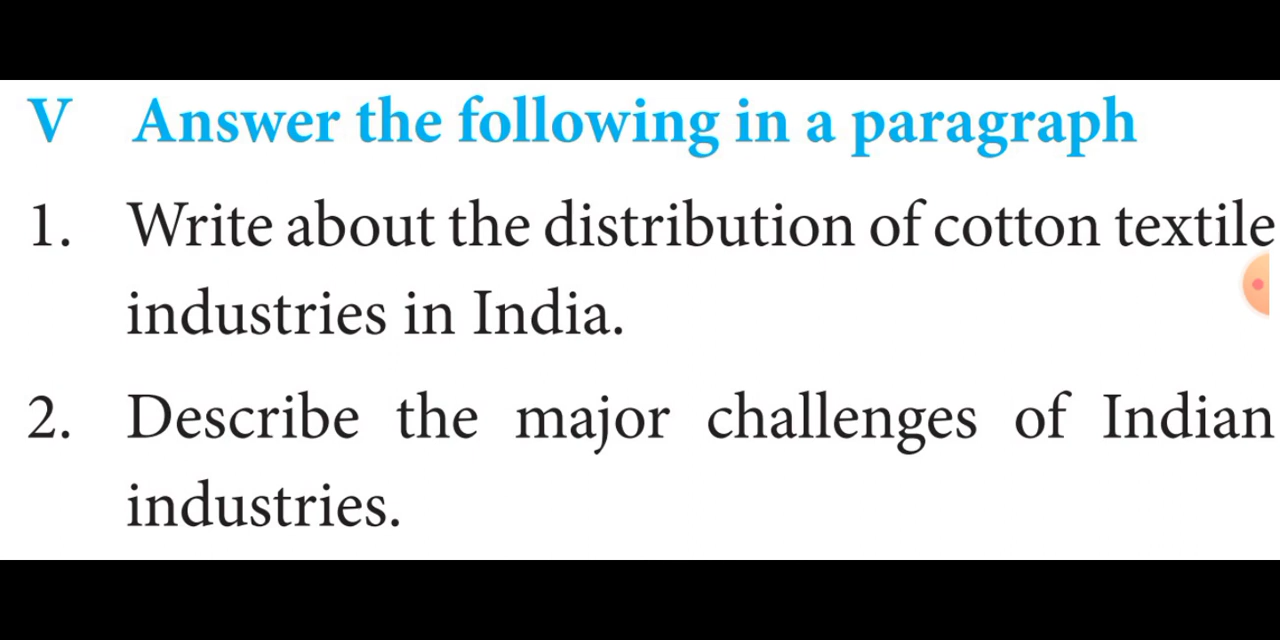 V Answer the following in a paragraph
1. Write about the distribution of cotton textile
industries in India.
2. Describe the major challenges of Indian
industries.